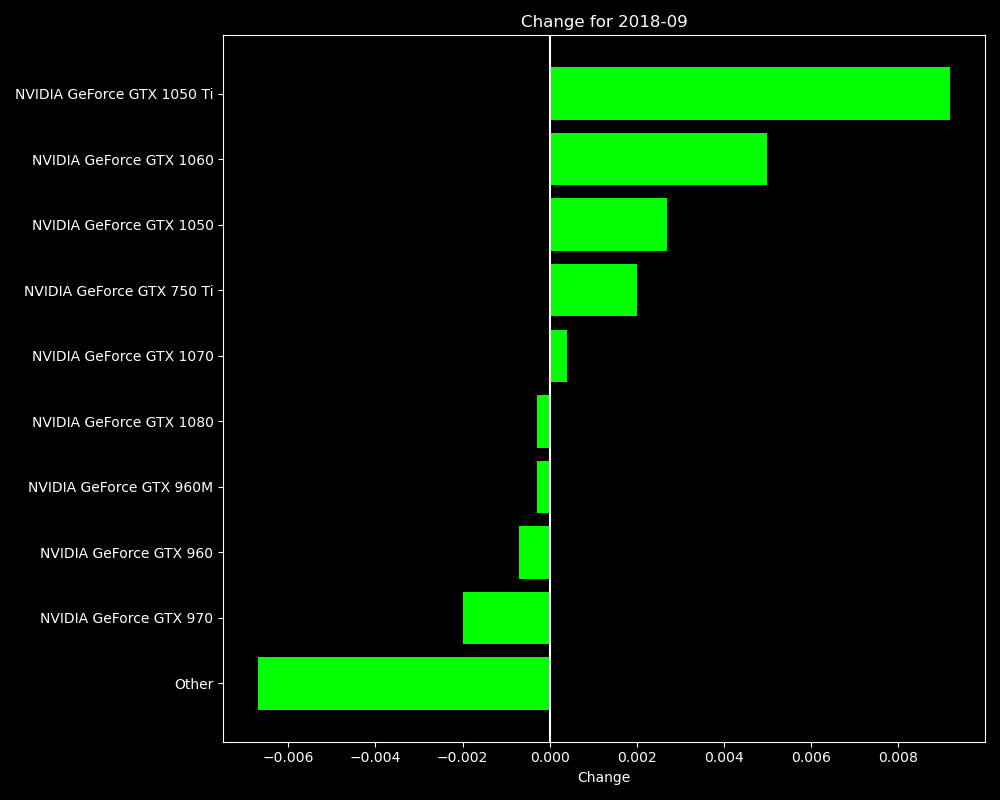 Change for 2018-09
NVIDIA GeForce GTX 1050 Ti
NVIDIA GeForce GTX 1060
NVIDIA GeForce GTX 1050
NVIDIA GeForce GTX 750 Ti
NVIDIA GeForce GTX 1070
NVIDIA GeForce GTX 1080
NVIDIA GeForce GTX 960M
NVIDIA GeForce GTX 960
NVIDIA GeForce GTX 970
Other
−0.006 −0.004 −0.002 0.000 0.002 0.004 0.006 0.008
Change